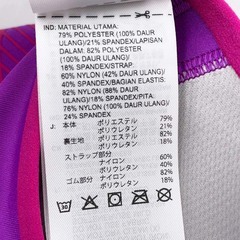 IND: MATERIAL UTAMA:
79% POLYESTER (100% DAUR
ULANG)/21% SPANDEX/LAPISAN
DALAM: 82% POLYESTER
(100% DAUR ULANG)/
18% SPANDEX/STRAP:
60% NYLON (42% DAUR
ULANG)/40% SPANDEX/BAGIAN
82% NYLON (88% DAUR
ULANG)/18% SPANDEX/
(100% DAUR ULANG)/
24% SPANDEX
J: 本体 ポリエステル 79%
ポリウレタン 21%
裏生地 ポリエステル 82%
ポリウレタン 18%
ストラップ部分
ナイロン 60%
ポリウレタン 40%
ゴム部分 ナイロン 82%
ポリウレタン 18%
30